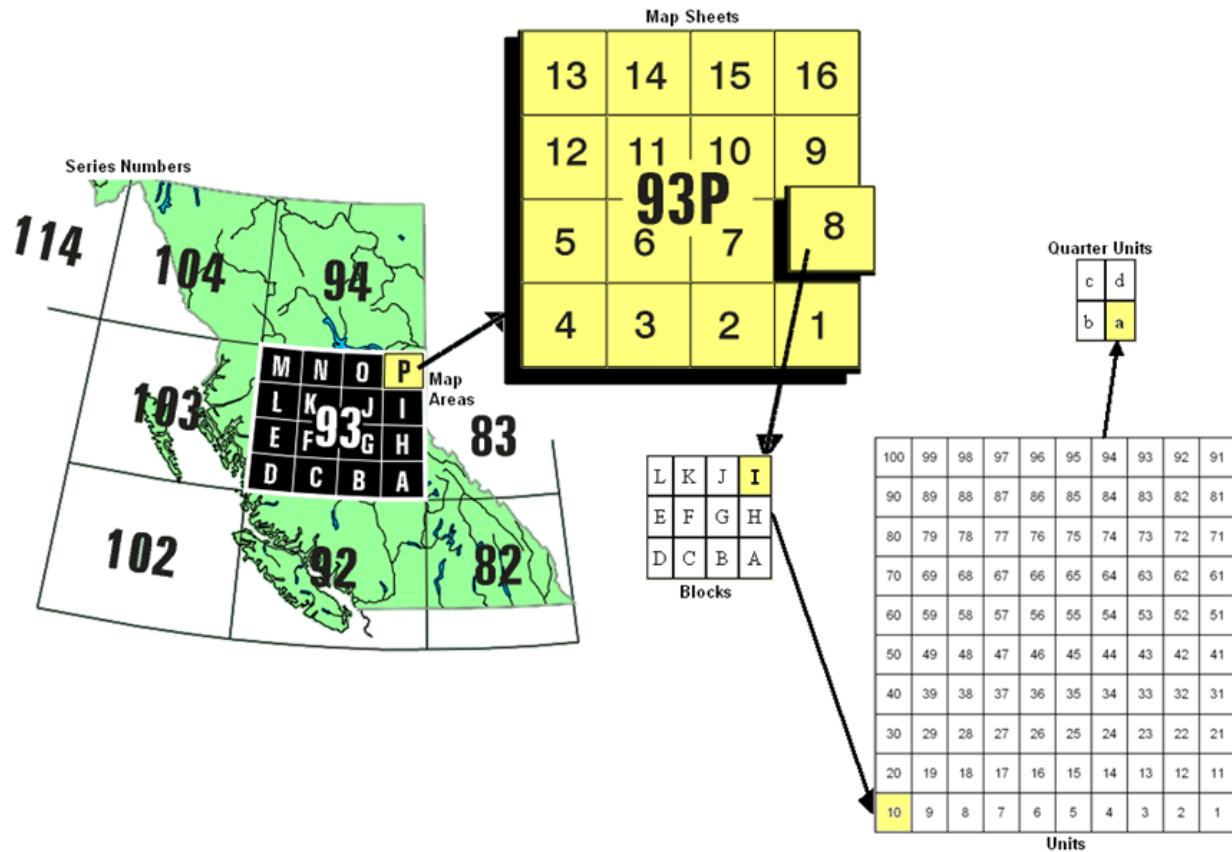 Map Sheets
13 14 15 16
12 11 10 9
93P
8
5 6 7
4 3 2 1
Series Numbers
114
104
94
M N O P
Map
Areas
L K J I
103
93
83
E F G H
D C B A
102
92
82
Quarter Units
c d
b a
L K J I
E F G H
D C B A
Blocks
100 99 98 97 96 95 94 93 92 91
90 89 88 87 86 85 84 83 82 81
80 79 78 77 76 75 74 73 72 71
70 69 68 67 66 65 64 63 62 61
60 59 58 57 56 55 54 53 52 51
50 49 48 47 46 45 44 43 42 41
40 39 38 37 36 35 34 33 32 31
30 29 28 27 26 25 24 23 22 21
20 19 18 17 16 15 14 13 12 11
10 9 8 7 6 5 4 3 2 1
Units